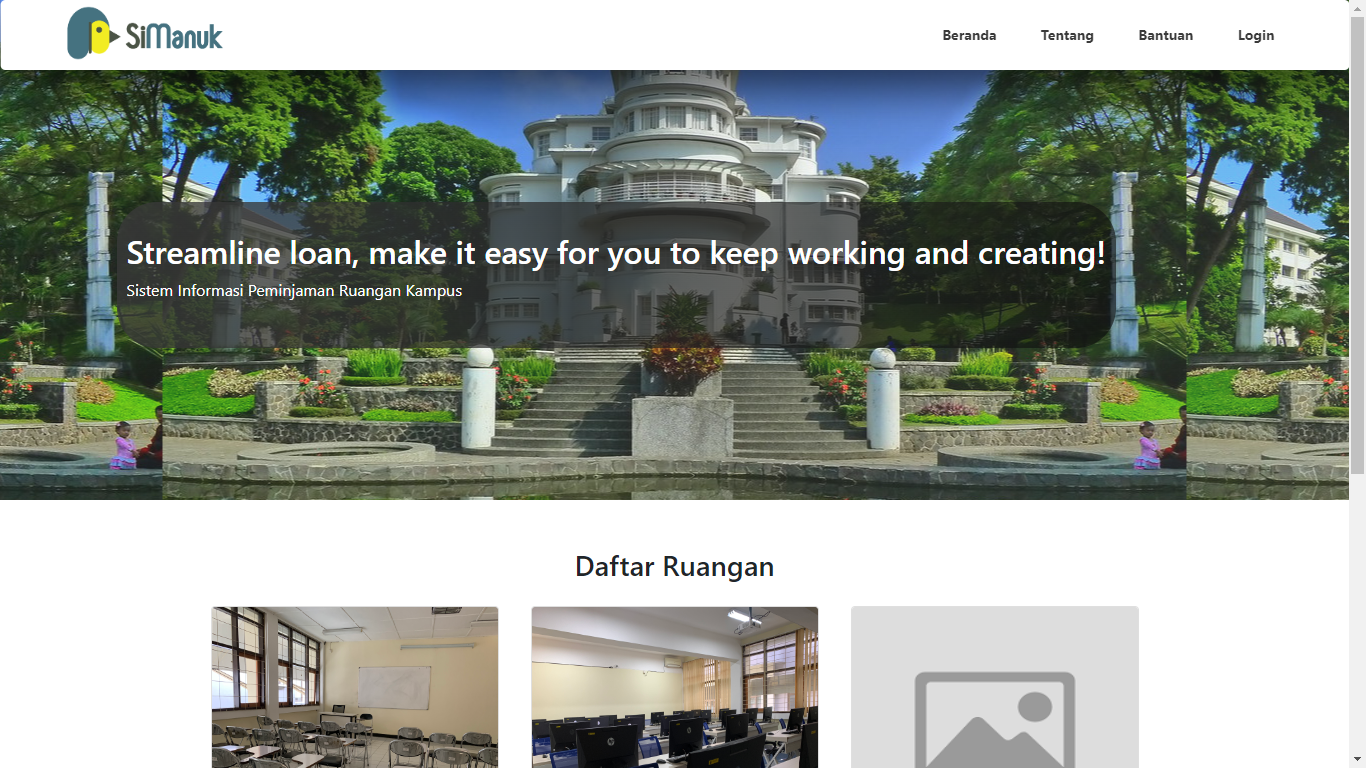 SiManuk
Beranda Tentang Bantuan Login
Streamline loan, make it easy for you to keep working and creating!
Sistem Informasi Peminjaman Ruangan Kampus
Daftar Ruangan